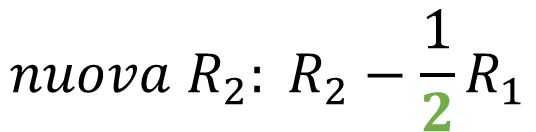 nuova R₂: R₂ − 1/2 R₁